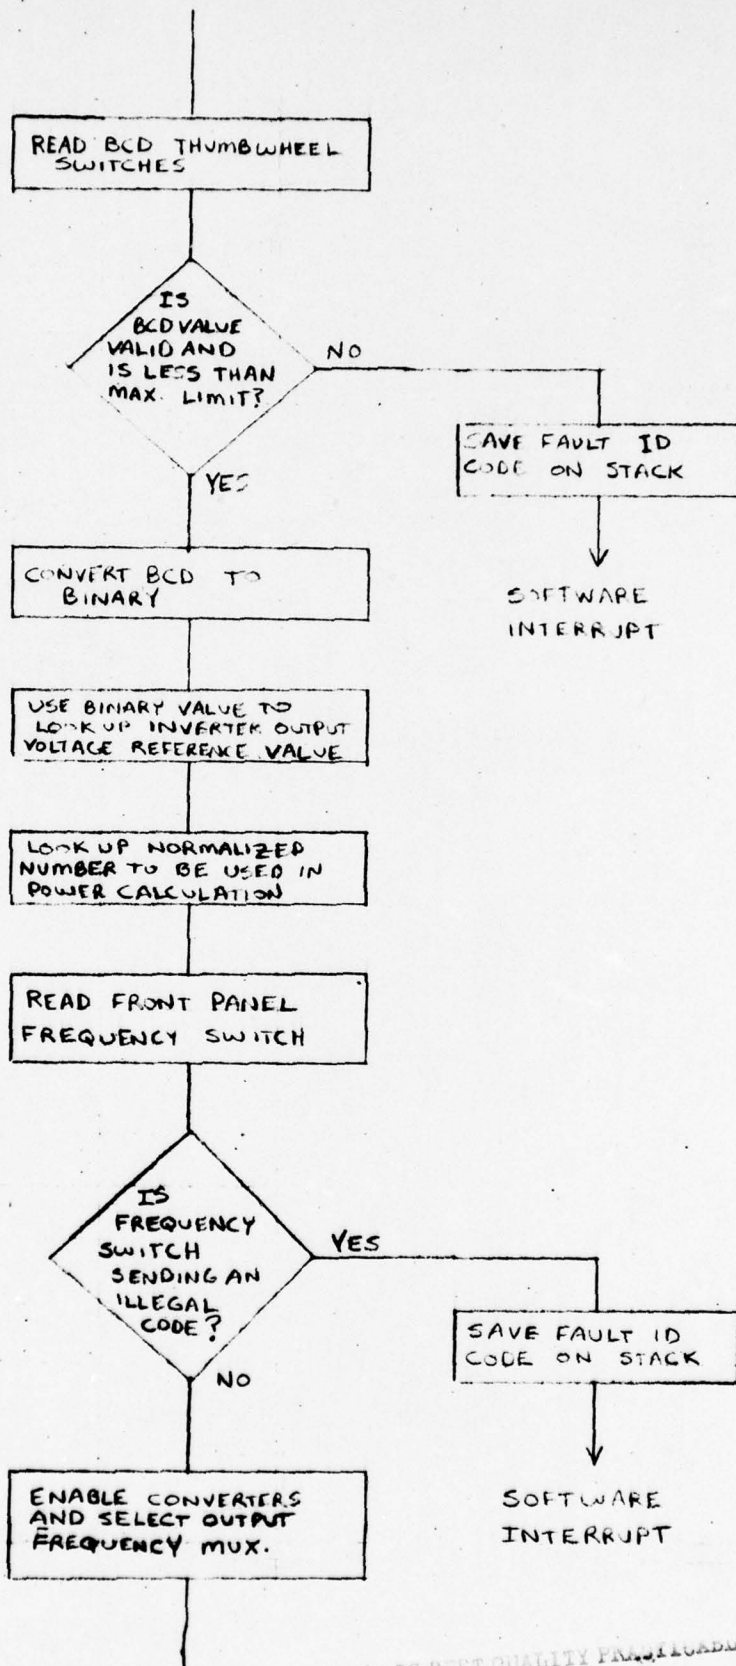 READ BCD THUMBWHEEL
SWITCHES
IS
BCD VALUE
VALID AND
IS LESS THAN
MAX. LIMIT?
NO
SAVE FAULT ID
CODE ON STACK
YES
SOFTWARE
INTERRUPT
CONVERT BCD TO
BINARY
USE BINARY VALUE TO
LOOK UP INVERTER OUTPUT
VOLTAGE REFERENCE VALUE
LOOK UP NORMALIZED
NUMBER TO BE USED IN
POWER CALCULATION
READ FRONT PANEL
FREQUENCY SWITCH
IS
FREQUENCY
SWITCH
SENDING AN
ILLEGAL
CODE?
YES
SAVE FAULT ID
CODE ON STACK
NO
SOFTWARE
INTERRUPT
ENABLE CONVERTERS
AND SELECT OUTPUT
FREQUENCY MUX.
BEST QUALITY PRACTICABLE